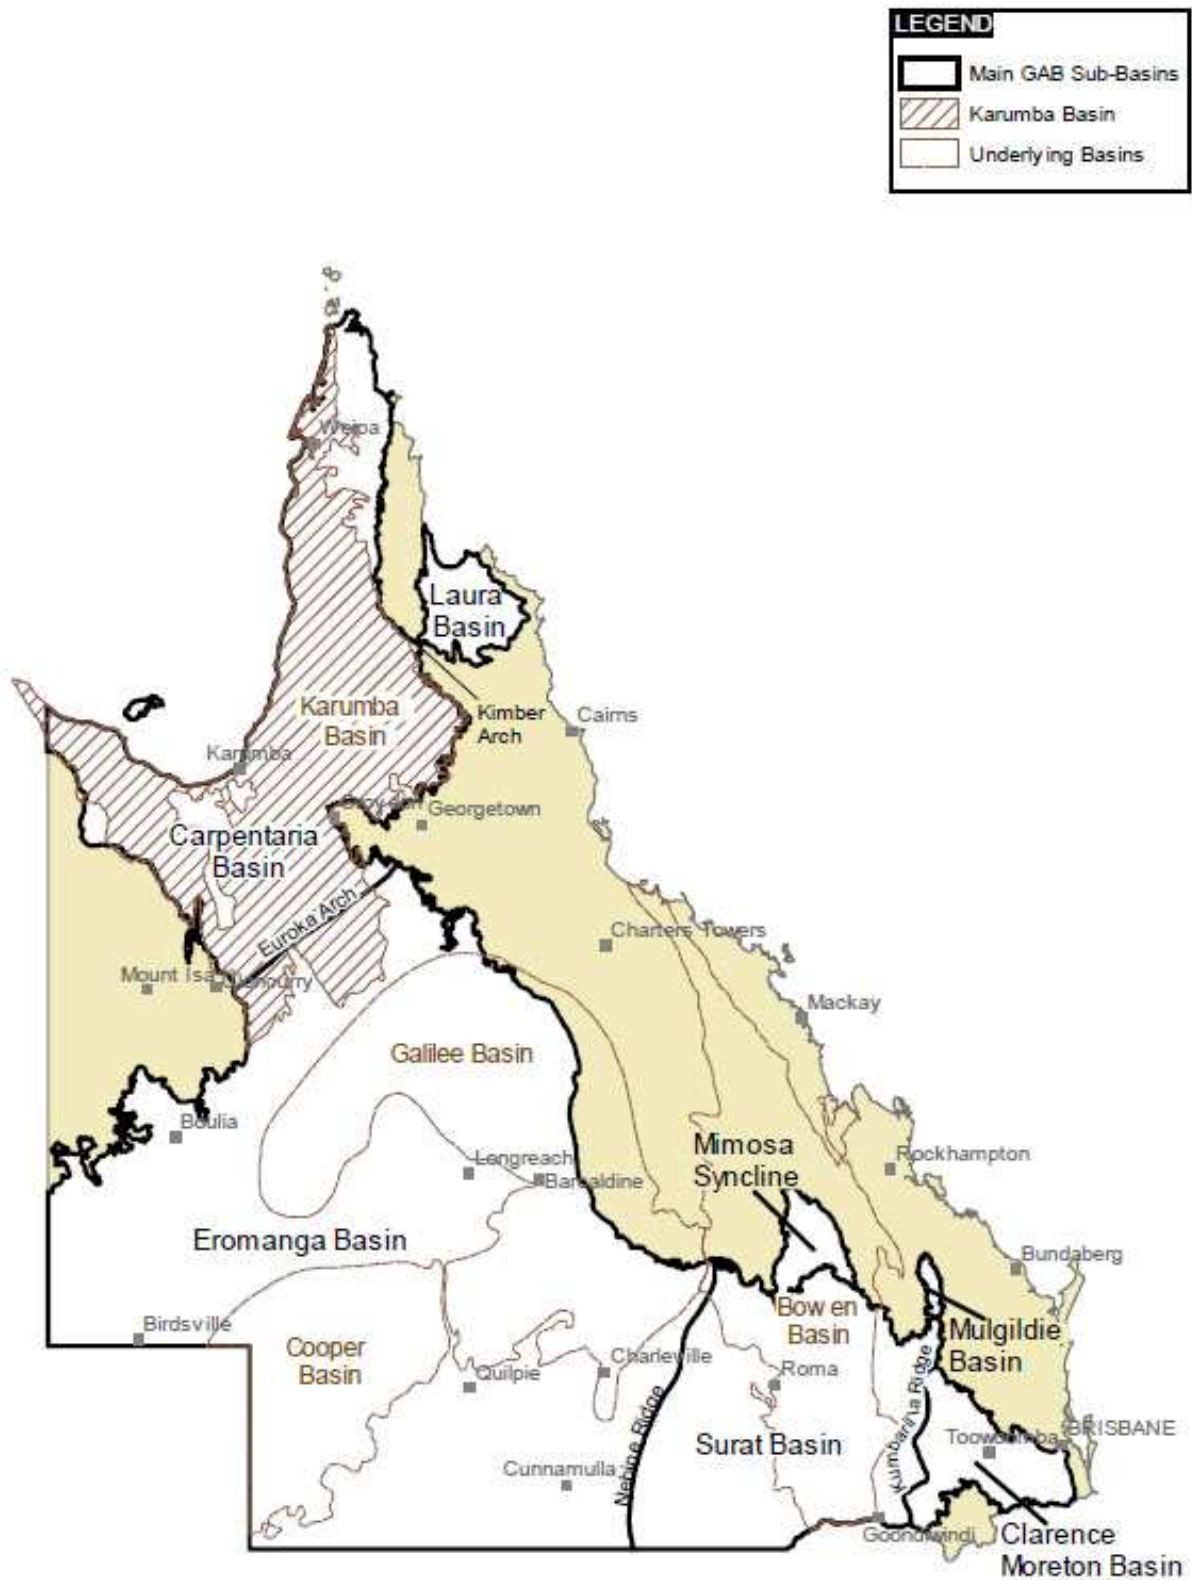 LEGEND
Main GAB Sub-Basins
Karumba Basin
Underlying Basins
Weipa
Laura
Basin
Karumba
Basin
Kimber
Arch
Cairns
Karumba
Croydon
Georgetown
Carpentaria
Basin
Euroka Arch
Charters Towers
Mount Isa
Cloncurry
Mackay
Galilee Basin
Boulia
Mimosa
Syncline
Longreach
Barcaldine
Rockhampton
Eromanga Basin
Bundaberg
Birdsville
Bowen
Basin
Cooper
Basin
Mulgildie
Basin
Charleville
Quilpie
Roma
Nebine Ridge
Kumbarilla Ridge
Surat Basin
Toowoomba
BRISBANE
Cunnamulla
Goondiwindi
Clarence
Moreton Basin